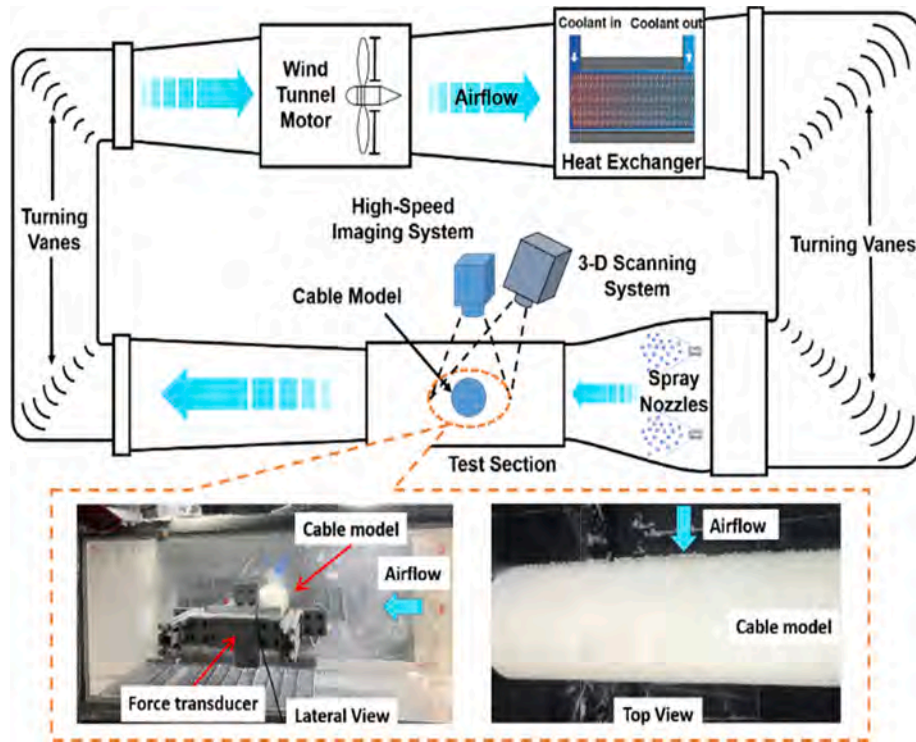 Coolant in Coolant out
Wind
Tunnel
Motor
Airflow
Heat Exchanger
Turning
Vanes
High-Speed
Imaging System
3-D Scanning
System
Turning Vanes
Cable Model
Spray
Nozzles
Test Section
Cable model
Airflow
Force transducer
Lateral View
Airflow
Cable model
Top View